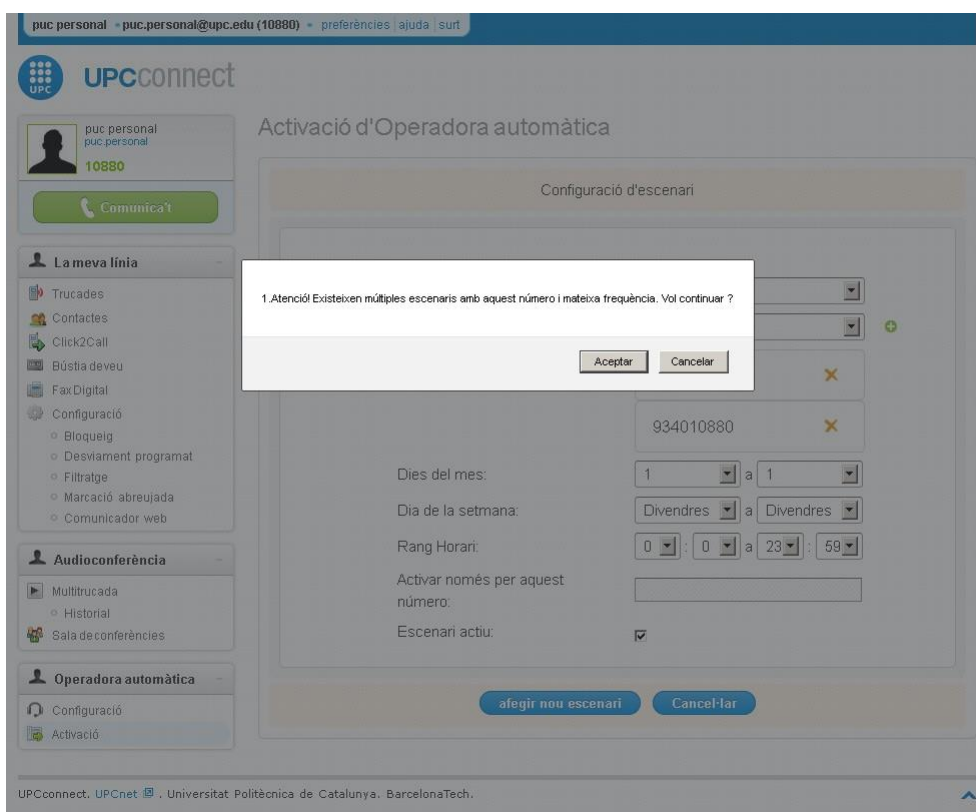 puc personal • puc.personal@upc.edu (10880) • preferències | ajuda | surt
UPC
UPCconnect
puc personal
puc.personal
10880
Comunica't
La meva línia
Trucades
Contactes
Click2Call
Bústia deveu
Fax Digital
Configuració
Bloqueig
Desviament programat
Filtratge
Marcació abreujada
Comunicador web
Audioconferència
Multitrucada
Historial
Sala de conferències
Operadora automàtica
Configuració
Activació
Activació d'Operadora automàtica
Configuració d'escenari
1.Atenció! Existeixen múltiples escenaris amb aquest número i mateixa frequència. Vol continuar ?
Aceptar Cancelar
934010880
Dies del mes: 1 a 1
Dia de la setmana: Divendres a Divendres
Rang Horari: 0 : 0 a 23 : 59
Activar només per aquest
número:
Escenari actiu:
afegir nou escenari Cancel·lar
UPCconnect. UPCnet . Universitat Politècnica de Catalunya. BarcelonaTech.